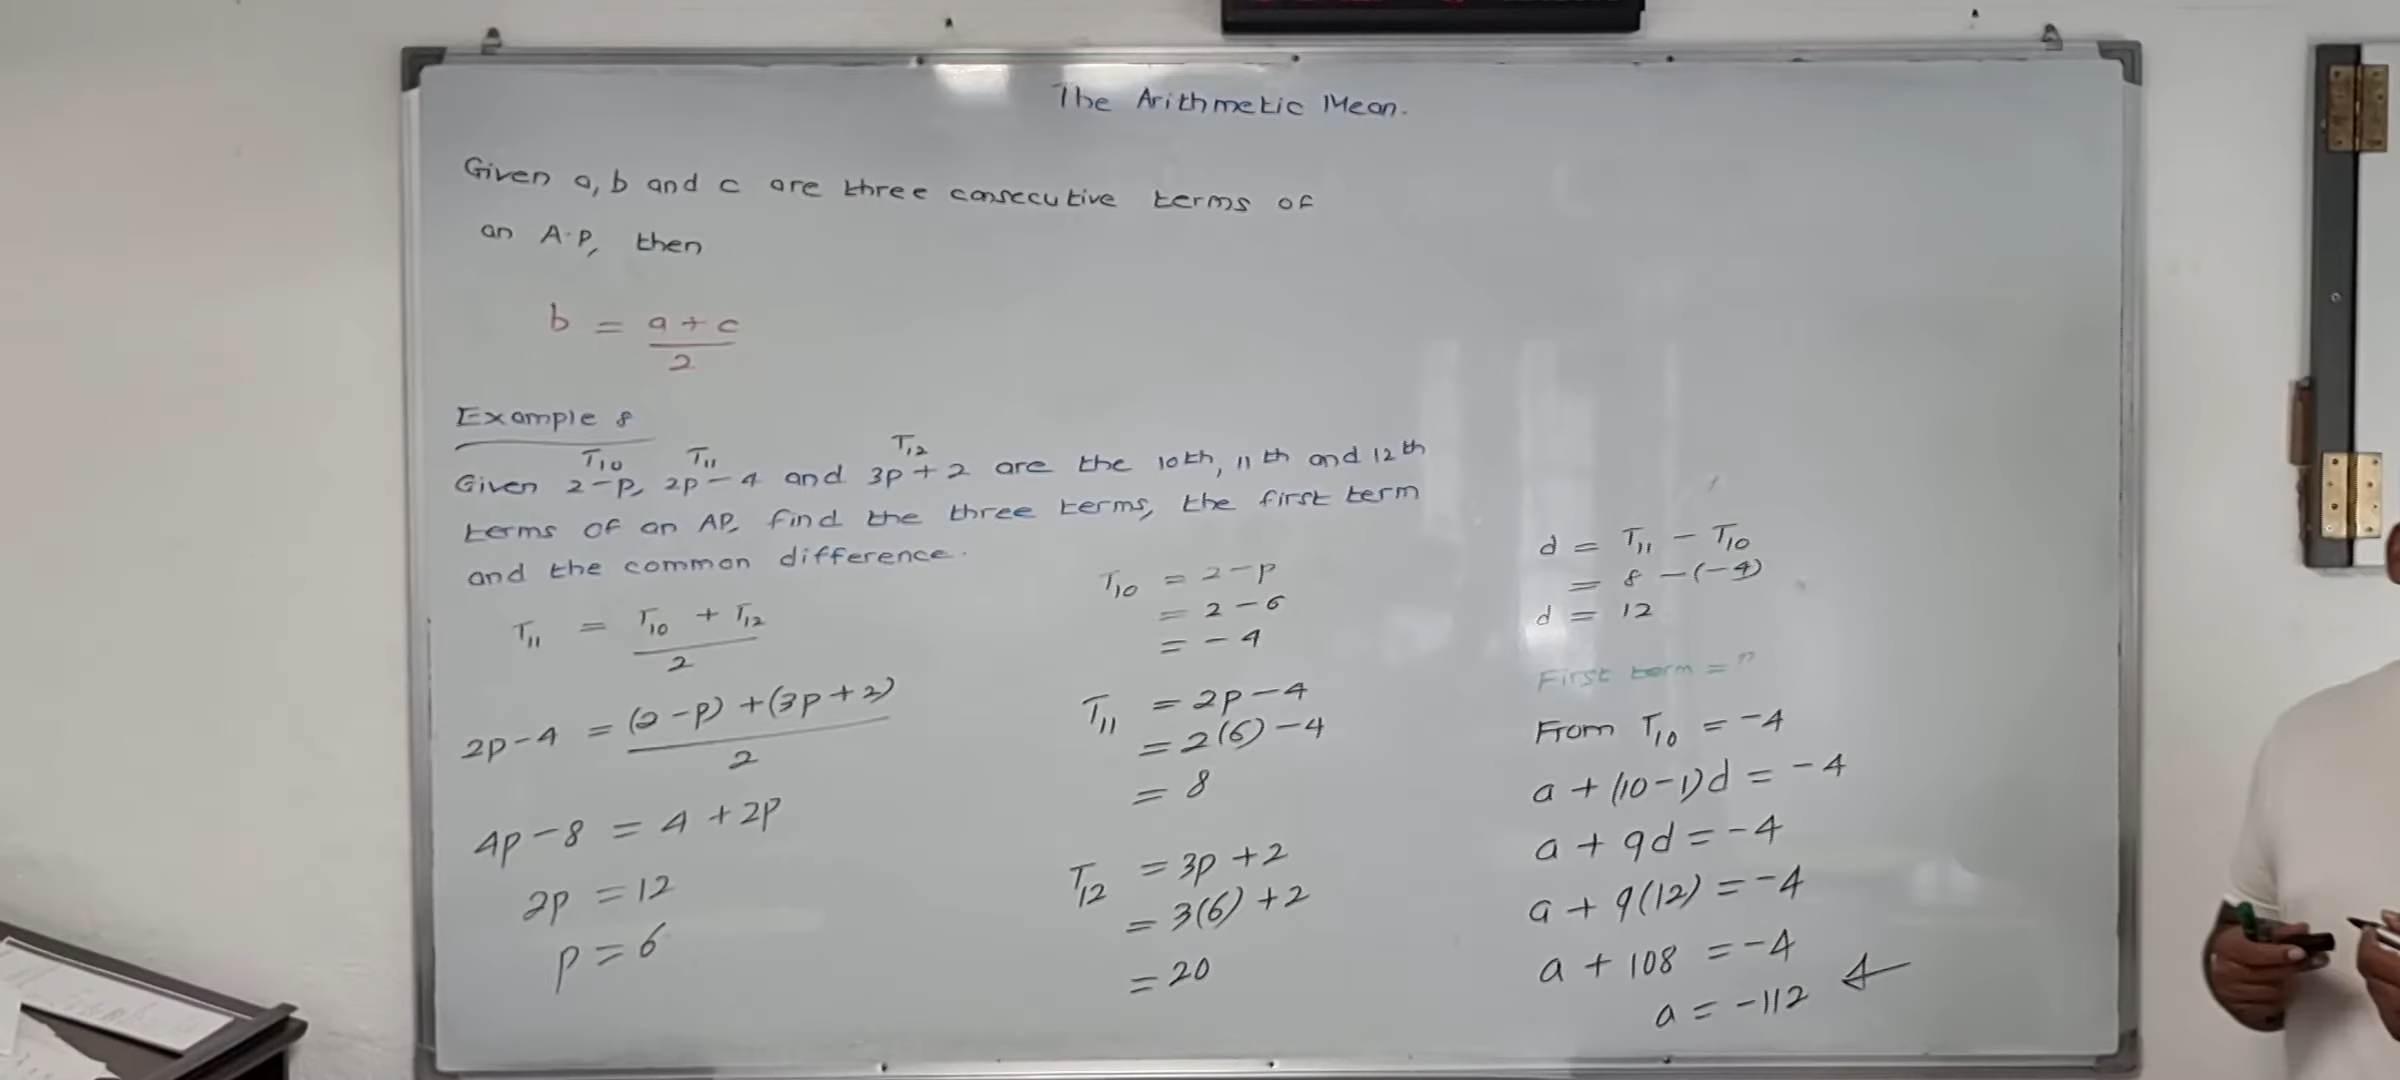 The Arithmetic Mean.
Given a, b and c are three consecutive terms of
an A.P, then
b = a + c
2
Example 8
T10 T11 T12
Given 2-p, 2p-4 and 3p+2 are the 10th, 11th and 12th
terms of an AP, find the three terms, the first term
and the common difference.
T11 = T10 + T12
2
2p-4 = (2-p) + (3p+2)
2
4p-8 = 4 + 2p
2p = 12
p = 6
T10 = 2-p
= 2-6
= -4
T11 = 2p-4
= 2(6)-4
= 8
T12 = 3p+2
= 3(6)+2
= 20
d = T11 - T10
= 8-(-4)
d = 12
First term =
From T10 = -4
a + (10-1)d = -4
a + 9d = -4
a + 9(12) = -4
a + 108 = -4
a = -112